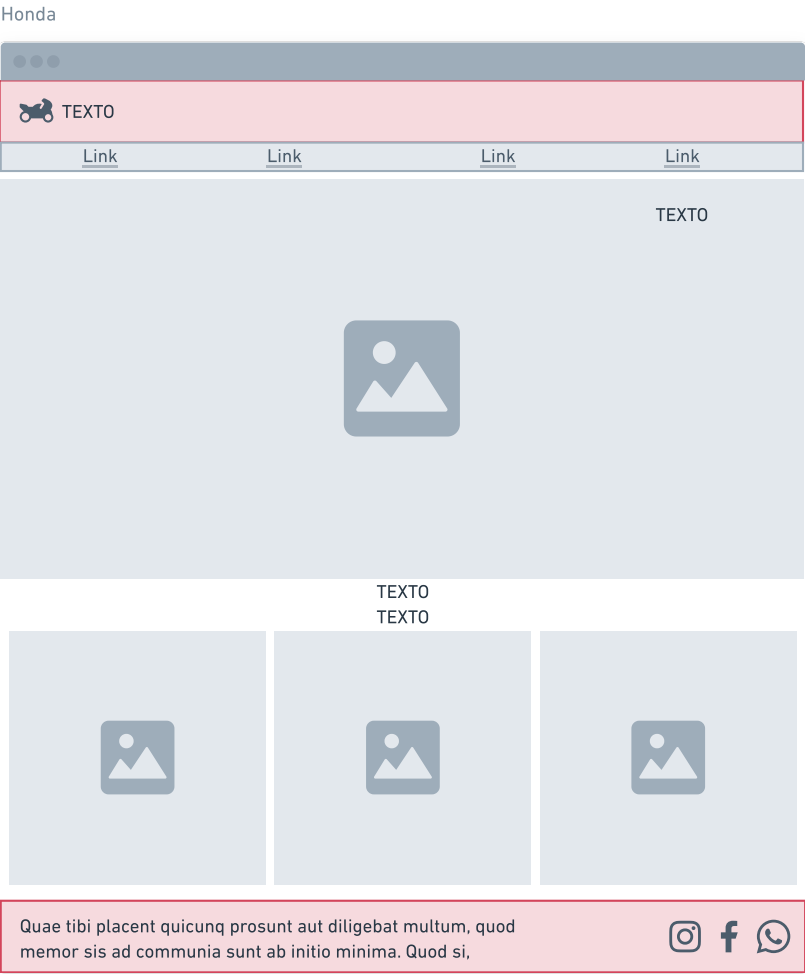 Honda
TEXTO
Link Link Link Link
TEXTO
TEXTO
TEXTO
Quae tibi placent quicunq prosunt aut diligebat multum, quod
memor sis ad communia sunt ab initio minima. Quod si,